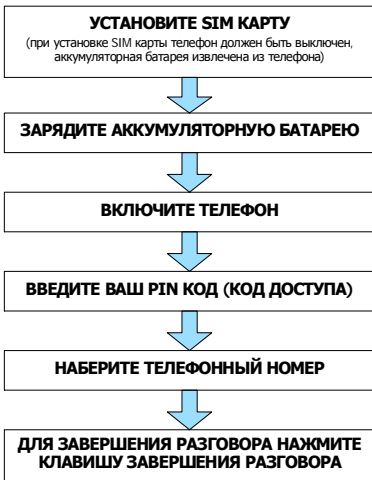 УСТАНОВИТЕ SIM КАРТУ
(при установке SIM карты телефон должен быть выключен,
аккумуляторная батарея извлечена из телефона)
ЗАРЯДИТЕ АККУМУЛЯТОРНУЮ БАТАРЕЮ
ВКЛЮЧИТЕ ТЕЛЕФОН
ВВЕДИТЕ ВАШ PIN КОД (КОД ДОСТУПА)
НАБЕРИТЕ ТЕЛЕФОННЫЙ НОМЕР
ДЛЯ ЗАВЕРШЕНИЯ РАЗГОВОРА НАЖМИТЕ
КЛАВИШУ ЗАВЕРШЕНИЯ РАЗГОВОРА